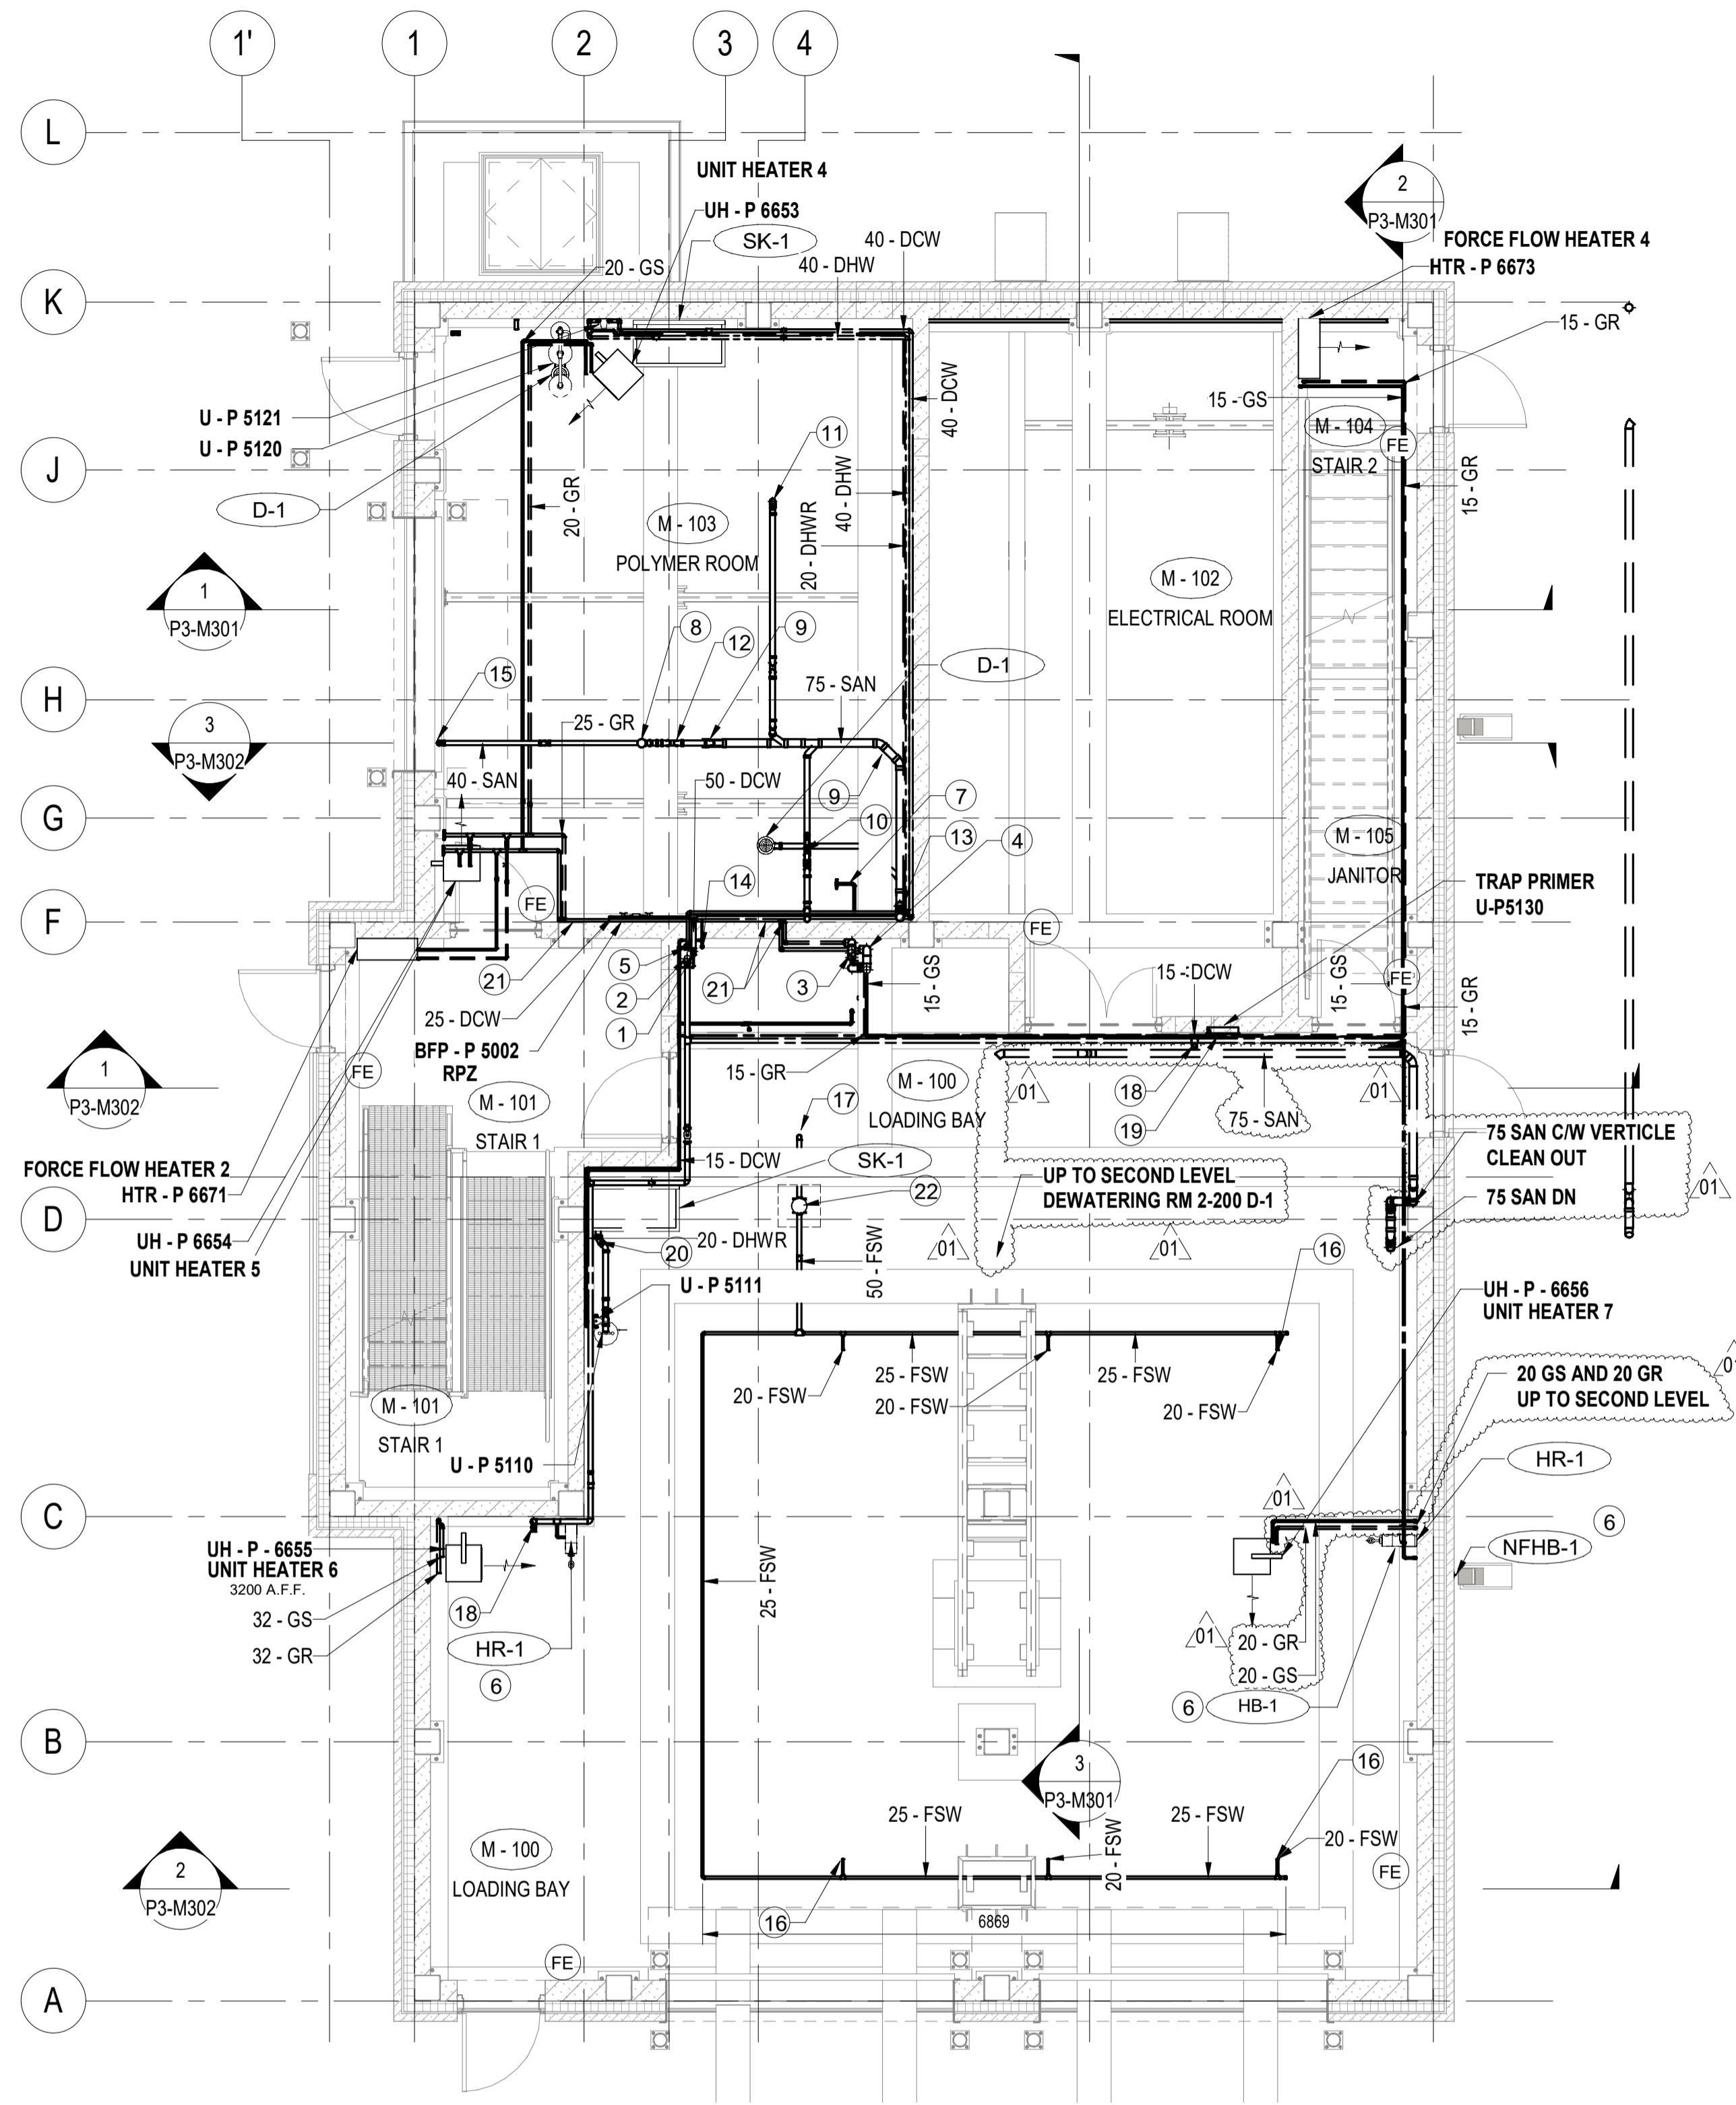 1'
1
2
3
4
L
UNIT HEATER 4
UH - P 6653
SK-1
40 - DCW
40 - DHW
20 - GS
2
P3-M301
FORCE FLOW HEATER 4
HTR - P 6673
K
15 - GR
U - P 5121
U - P 5120
40 - DCW
15 - GS
M - 104
FE
STAIR 2
11
J
D-1
20 - GR
M - 103
POLYMER ROOM
40 - DHW
20 - DHWR
15 - GR
1
P3-M301
M - 102
ELECTRICAL ROOM
8
12
9
D-1
15
75 - SAN
H
3
P3-M302
25 - GR
40 - SAN
50 - DCW
9
7
G
10
13
4
M - 105
JANITOR
14
FE
F
FE
TRAP PRIMER
U-P5130
5
21
2
21
3
15 - GS
15 - DCW
15 - GS
FE
15 - GR
25 - DCW
1
BFP - P 5002
RPZ
1
P3-M302
FE
M - 101
STAIR 1
15 - GR
M - 100
LOADING BAY
17
01
18
19
75 - SAN
01
75 SAN C/W VERTICLE
CLEAN OUT
01
FORCE FLOW HEATER 2
HTR - P 6671
15 - DCW
SK-1
UP TO SECOND LEVEL
DEWATERING RM 2-200 D-1
22
75 SAN DN
D
UH - P 6654
UNIT HEATER 5
20 - DHWR
20
01
01
16
50 - FSW
U - P 5111
UH - P - 6656
UNIT HEATER 7
25 - FSW
25 - FSW
20 - FSW
20 - FSW
20 - FSW
20 GS AND 20 GR
UP TO SECOND LEVEL
M - 101
STAIR 1
U - P 5110
HR-1
01
C
6
NFHB-1
UH - P - 6655
UNIT HEATER 6
3200 A.F.F.
32 - GS
32 - GR
18
HR-1
6
25 - FSW
01
20 - GR
20 - GS
6
HB-1
B
3
P3-M301
16
25 - FSW
25 - FSW
20 - FSW
20 - FSW
M - 100
LOADING BAY
2
P3-M302
FE
16
6869
FE
A